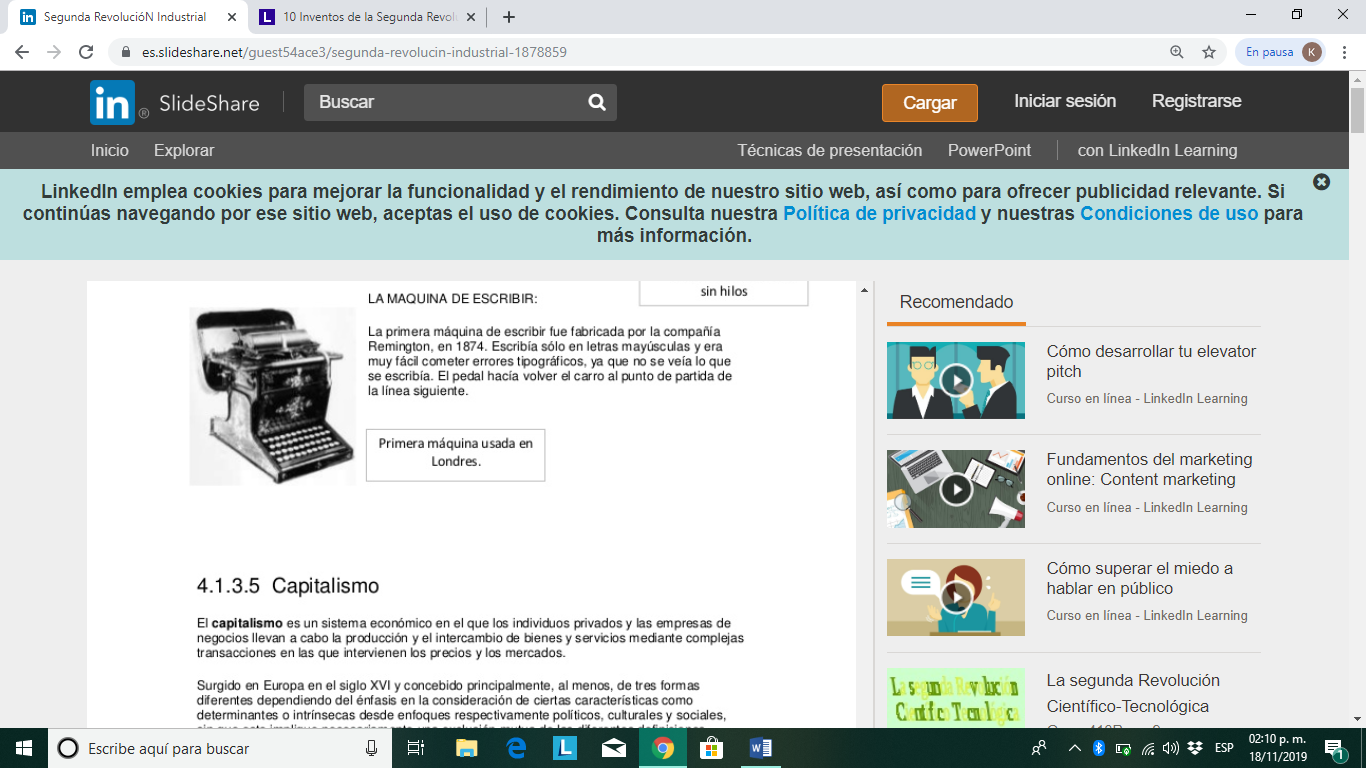 Segunda RevolucióN Industrial
10 Inventos de la Segunda Revolu
es.slideshare.net/guest54ace3/segunda-revolucin-industrial-1878859
En pausa
K
in ® SlideShare
Buscar
Cargar
Iniciar sesión
Registrarse
Inicio
Explorar
Técnicas de presentación
PowerPoint
con LinkedIn Learning
LinkedIn emplea cookies para mejorar la funcionalidad y el rendimiento de nuestro sitio web, así como para ofrecer publicidad relevante. Si
continúas navegando por ese sitio web, aceptas el uso de cookies. Consulta nuestra Política de privacidad y nuestras Condiciones de uso para
más información.
sin hilos
LA MAQUINA DE ESCRIBIR:
La primera máquina de escribir fue fabricada por la compañía
Remington, en 1874. Escribía sólo en letras mayúsculas y era
muy fácil cometer errores tipográficos, ya que no se veía lo que
se escribía. El pedal hacía volver el carro al punto de partida de
la línea siguiente.
Primera máquina usada en
Londres.
4.1.3.5 Capitalismo
El capitalismo es un sistema económico en el que los individuos privados y las empresas de
negocios llevan a cabo la producción y el intercambio de bienes y servicios mediante complejas
transacciones en las que intervienen los precios y los mercados.
Surgido en Europa en el siglo XVI y concebido principalmente, al menos, de tres formas
diferentes dependiendo del énfasis en la consideración de ciertas características como
determinantes o intrínsecas desde enfoques respectivamente políticos, culturales y sociales,
Recomendado
Cómo desarrollar tu elevator
pitch
Curso en línea - LinkedIn Learning
Fundamentos del marketing
online: Content marketing
Curso en línea - LinkedIn Learning
Cómo superar el miedo a
hablar en público
Curso en línea - LinkedIn Learning
La segunda Revolución
Científico Tecnológica
La segunda Revolución
Científico-Tecnológica
Escribe aquí para buscar
ESP
02:10 p. m.
18/11/2019
1